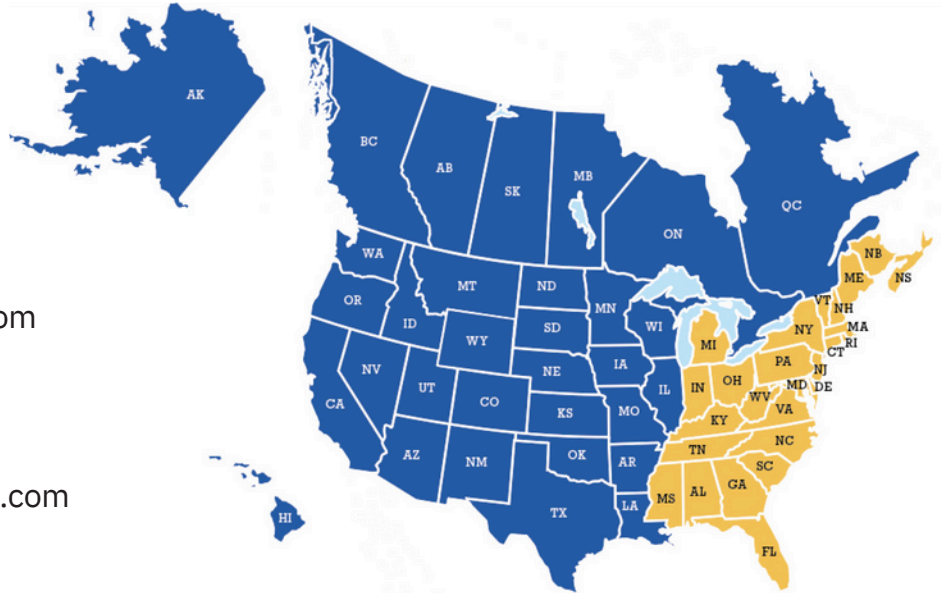 AK
BC
AB
SK
MB
ON
QC
NB
NS
ME
WA
MT
ND
MN
VT
NH
OR
ID
WY
SD
WI
MI
NY
MA
RI
CT
NV
UT
CO
NE
IA
IL
IN
OH
PA
NJ
MD
DE
CA
KS
MO
KY
WV
VA
AZ
NM
OK
AR
TN
NC
SC
TX
LA
MS
AL
GA
FL
HI
om
.com